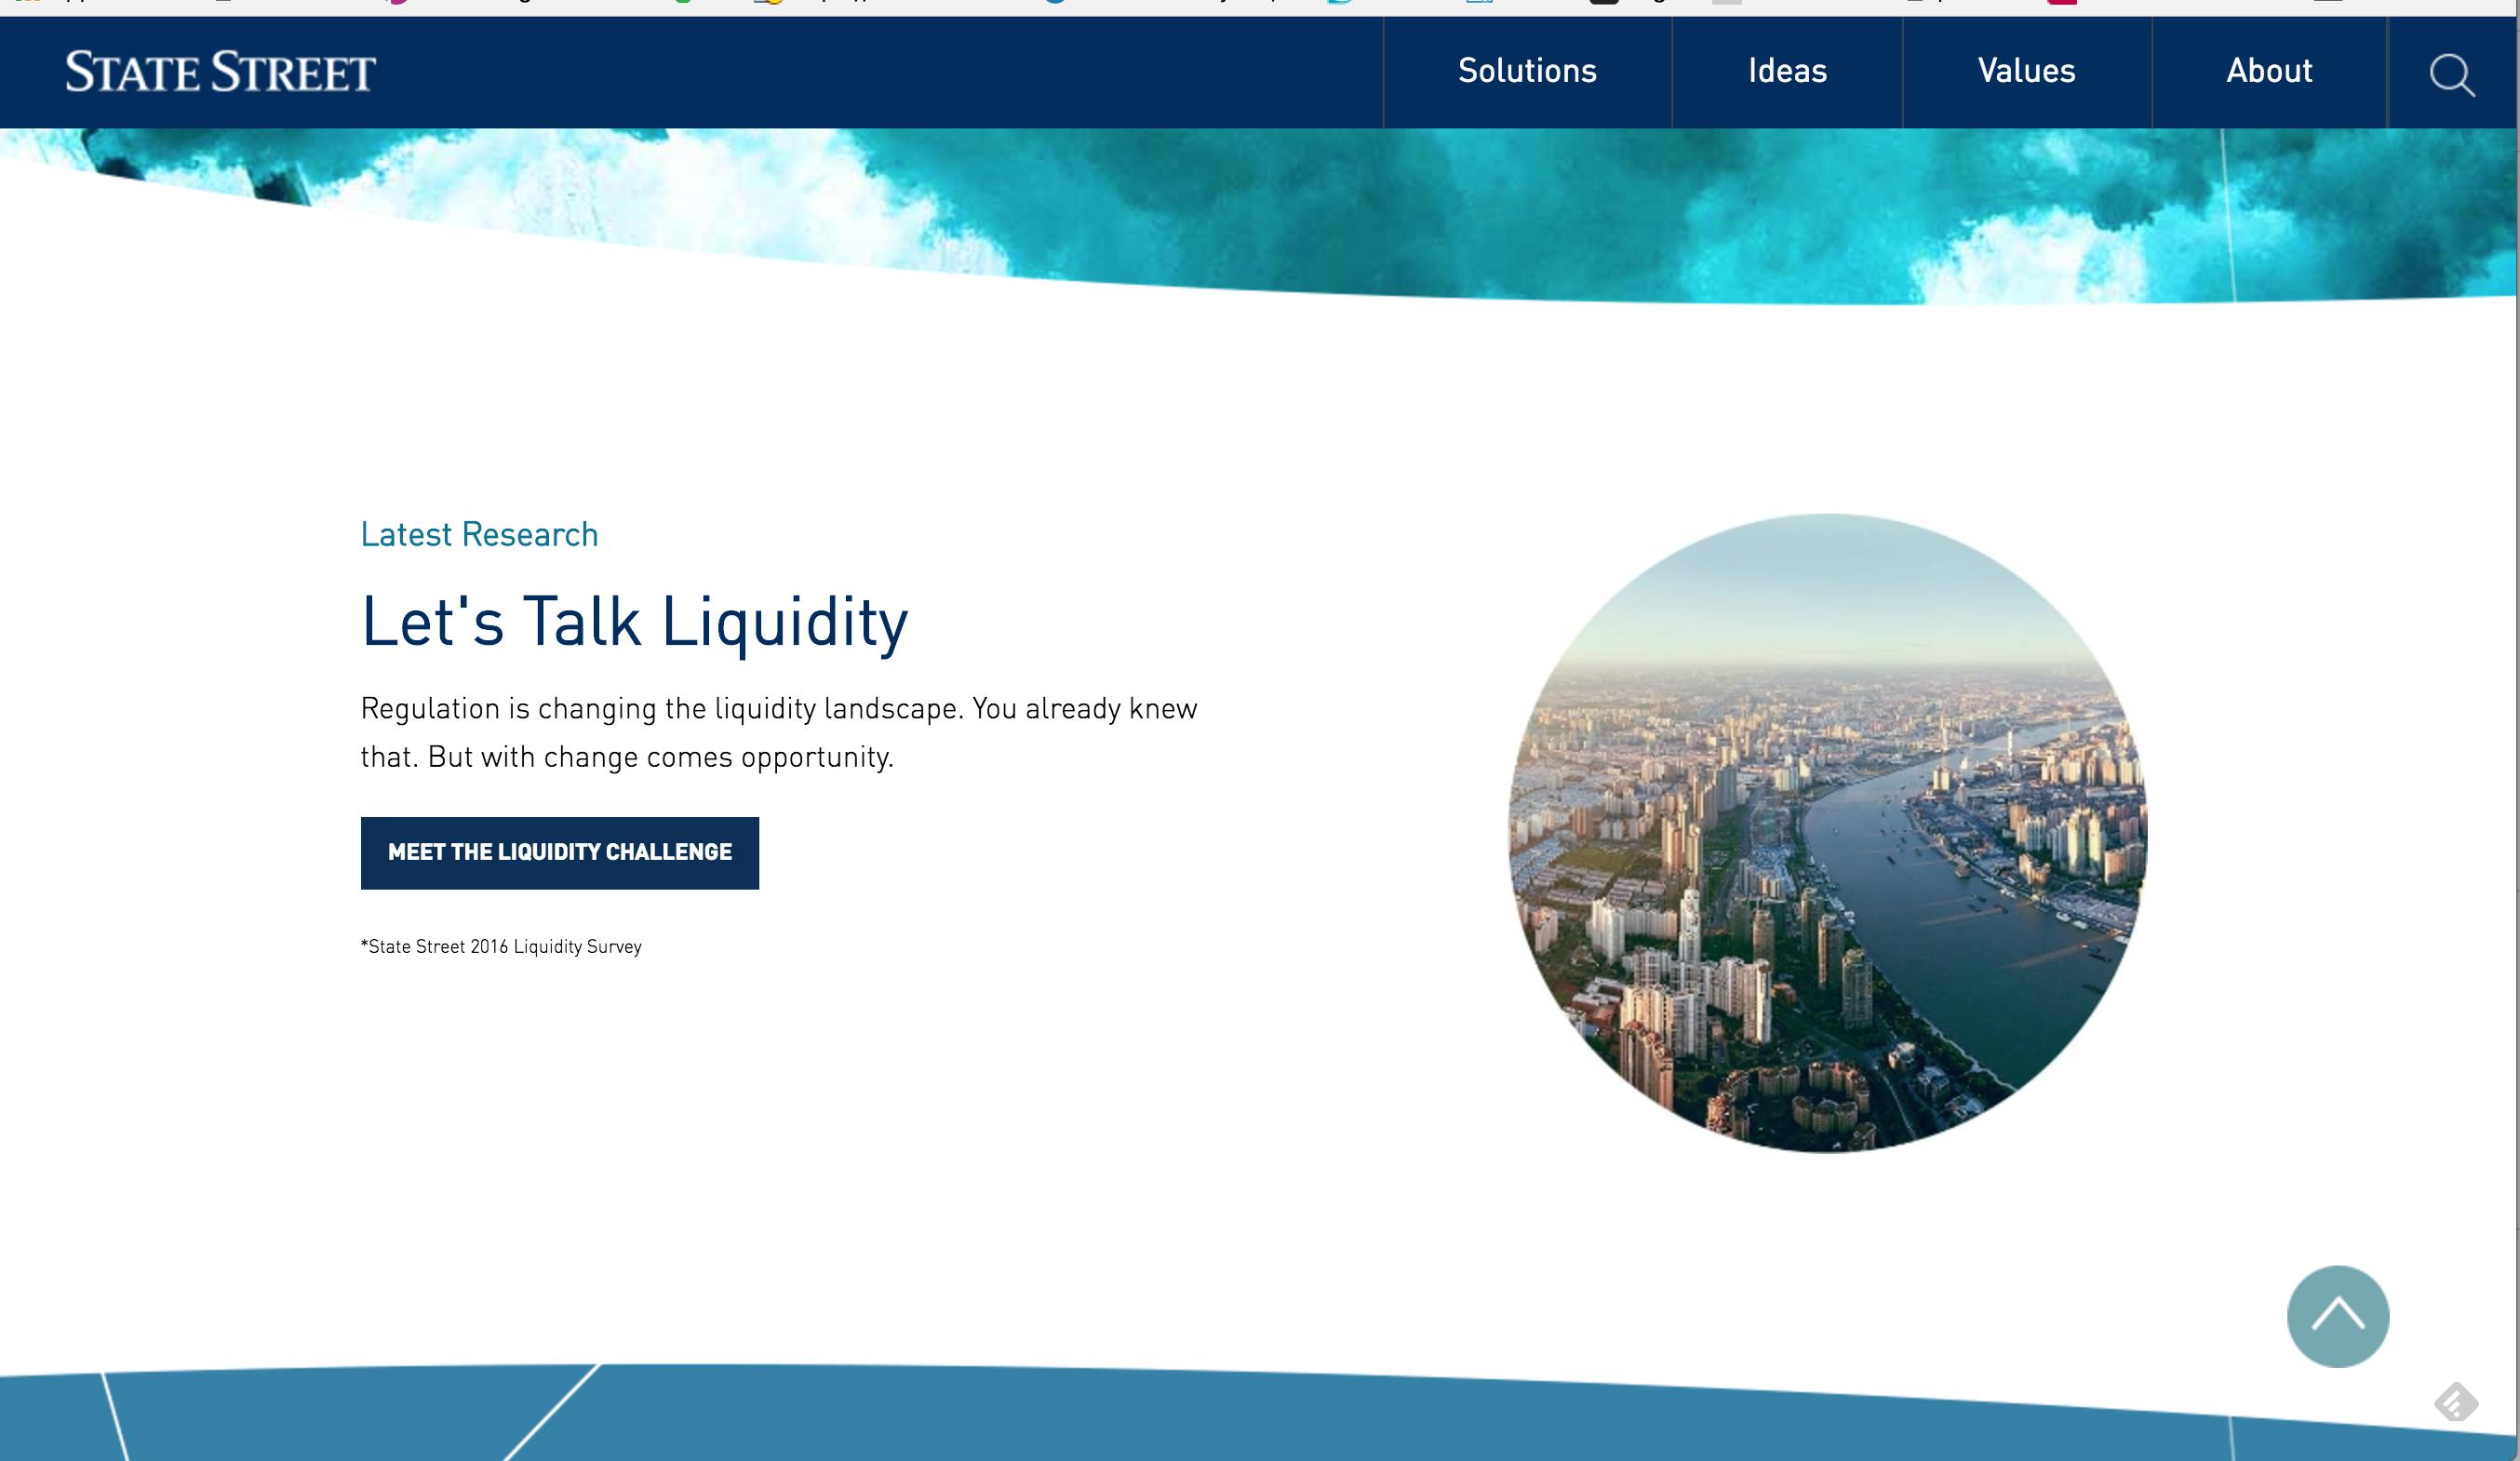 STATE STREET
Solutions
Ideas
Values
About
Latest Research
Let's Talk Liquidity
Regulation is changing the liquidity landscape. You already knew
that. But with change comes opportunity.
MEET THE LIQUIDITY CHALLENGE
*State Street 2016 Liquidity Survey